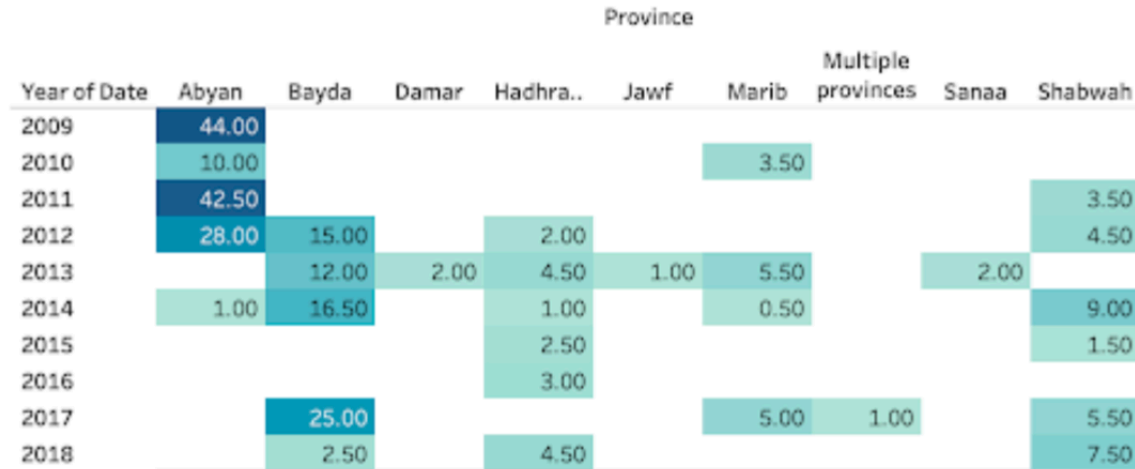 Province
Multiple
Year of Date Abyan Bayda Damar Hadhra.. Jawf Marib provinces Sanaa Shabwah
2009 44.00
2010 10.00 3.50
2011 42.50 3.50
2012 28.00 15.00 2.00 4.50
2013 12.00 2.00 4.50 1.00 5.50 2.00
2014 1.00 16.50 1.00 0.50 9.00
2015 2.50 1.50
2016 3.00
2017 25.00 5.00 1.00 5.50
2018 2.50 4.50 7.50